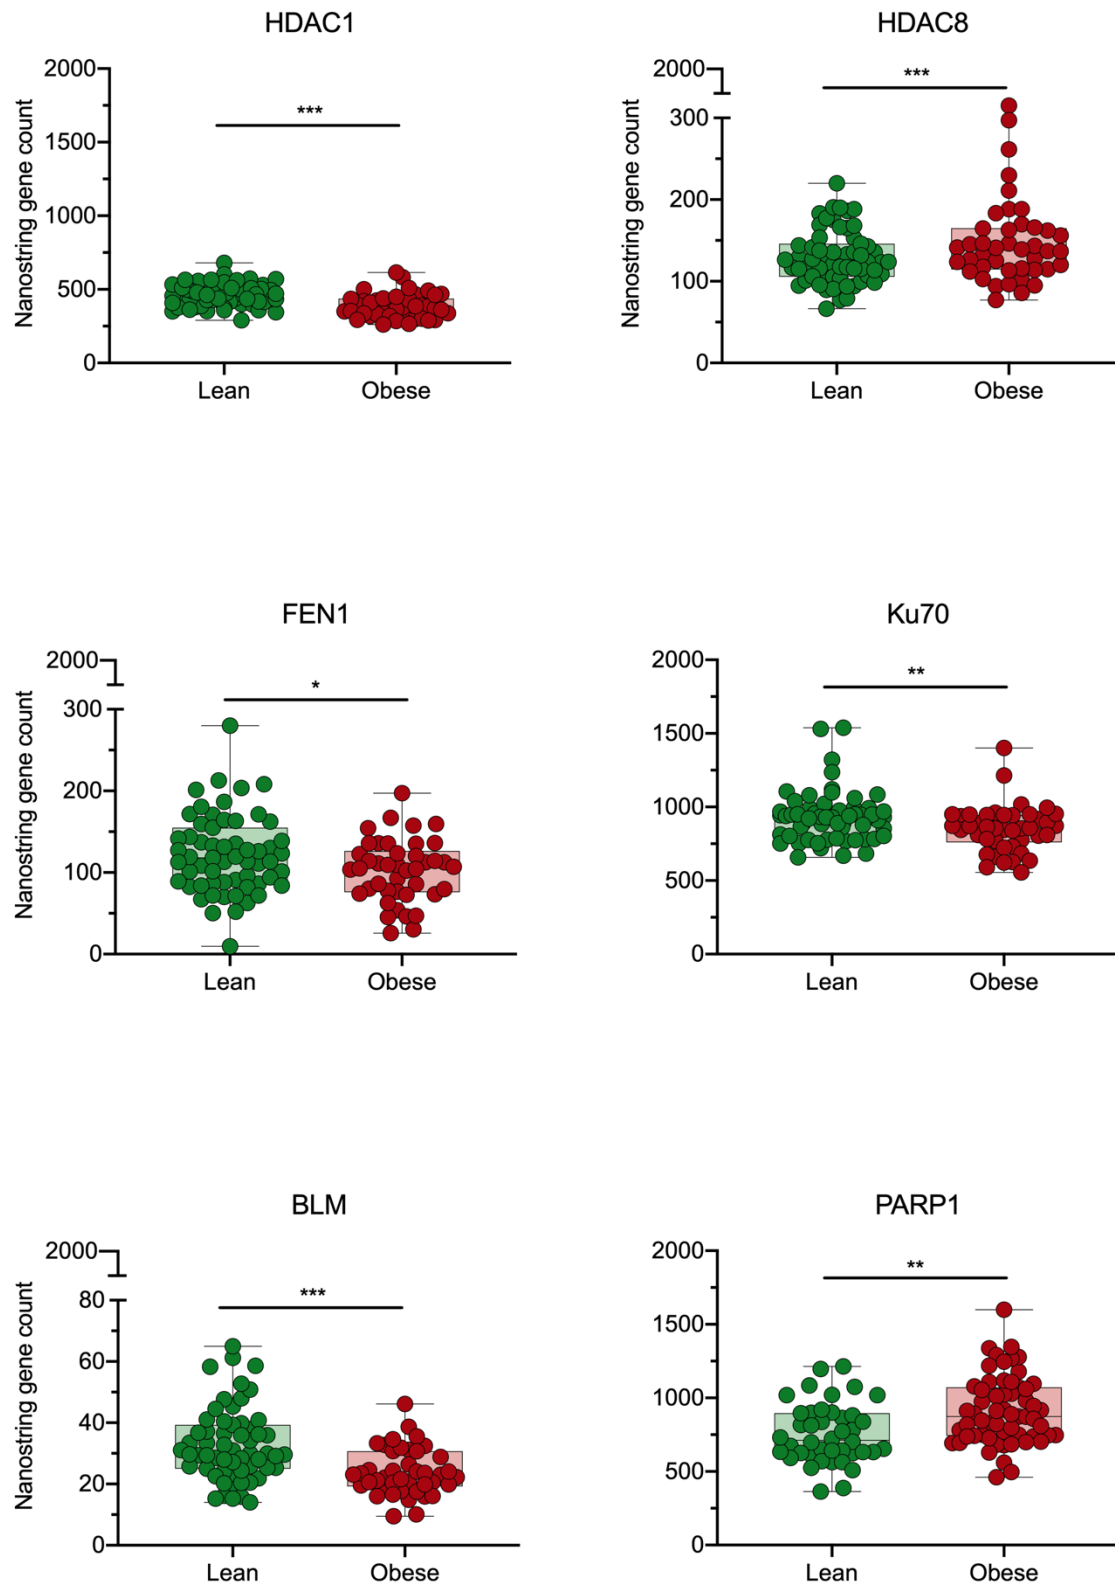 HDAC1
Nanostring gene count
2000
1500
1000
500
0
***
Lean Obese
HDAC8
Nanostring gene count
2000
300
200
100
0
***
Lean Obese
FEN1
Nanostring gene count
2000
300
200
100
0
*
Lean Obese
Ku70
2000
1500
1000
500
0
**
Lean Obese
BLM
Nanostring gene count
2000
80
60
40
20
0
***
Lean Obese
PARP1
2000
1500
1000
500
0
**
Lean Obese